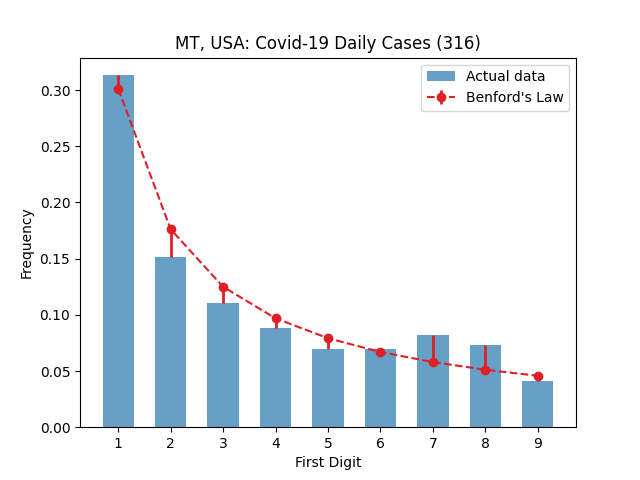 MT, USA: Covid-19 Daily Cases (316)
Actual data
Benford's Law
Frequency
0.30
0.25
0.20
0.15
0.10
0.05
0.00
1 2 3 4 5 6 7 8 9
First Digit